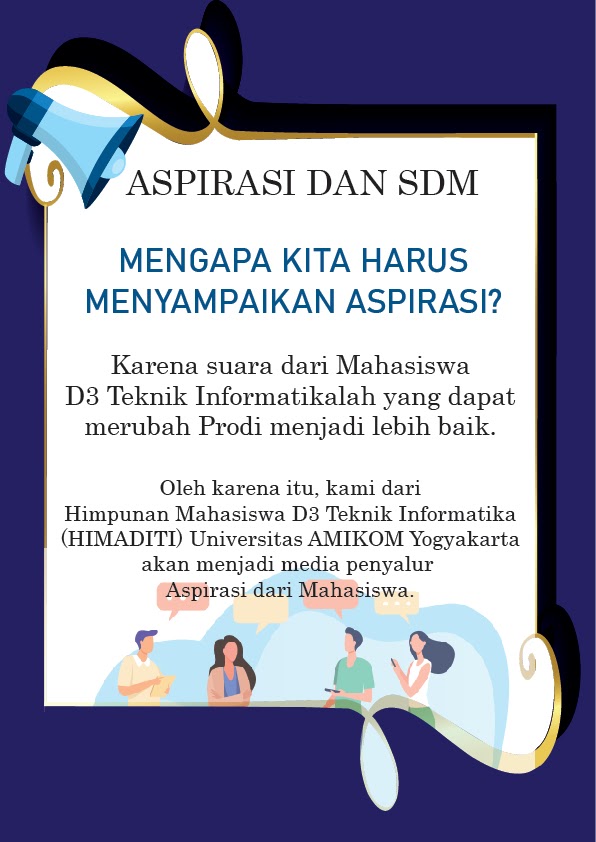 ASPIRASI DAN SDM
MENGAPA KITA HARUS
MENYAMPAIKAN ASPIRASI?
Karena suara dari Mahasiswa
D3 Teknik Informatikalah yang dapat
merubah Prodi menjadi lebih baik.
Oleh karena itu, kami dari
Himpunan Mahasiswa D3 Teknik Informatika
(HIMADITI) Universitas AMIKOM Yogyakarta
akan menjadi media penyalur
Aspirasi dari Mahasiswa.